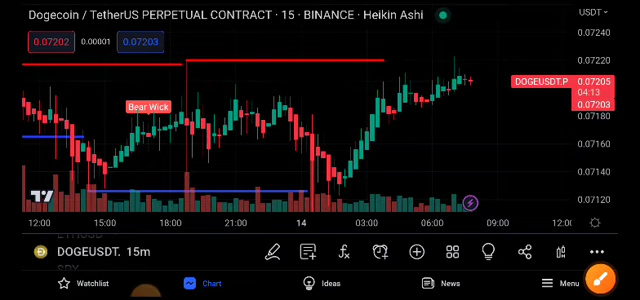 Dogecoin / TetherUS PERPETUAL CONTRACT · 15 · BINANCE · Heikin Ashi
USDT
0.07202 0.00001 0.07203
0.07240
0.07220
DOGEUSDT.P 0.07205
04:13
0.07203
Bear Wick
0.07180
0.07160
0.07140
0.07120
12:00 15:00 18:00 21:00 14 03:00 06:00 09:00 12:0
DOGEUSDT. 15m
Watchlist Chart Ideas News Menu